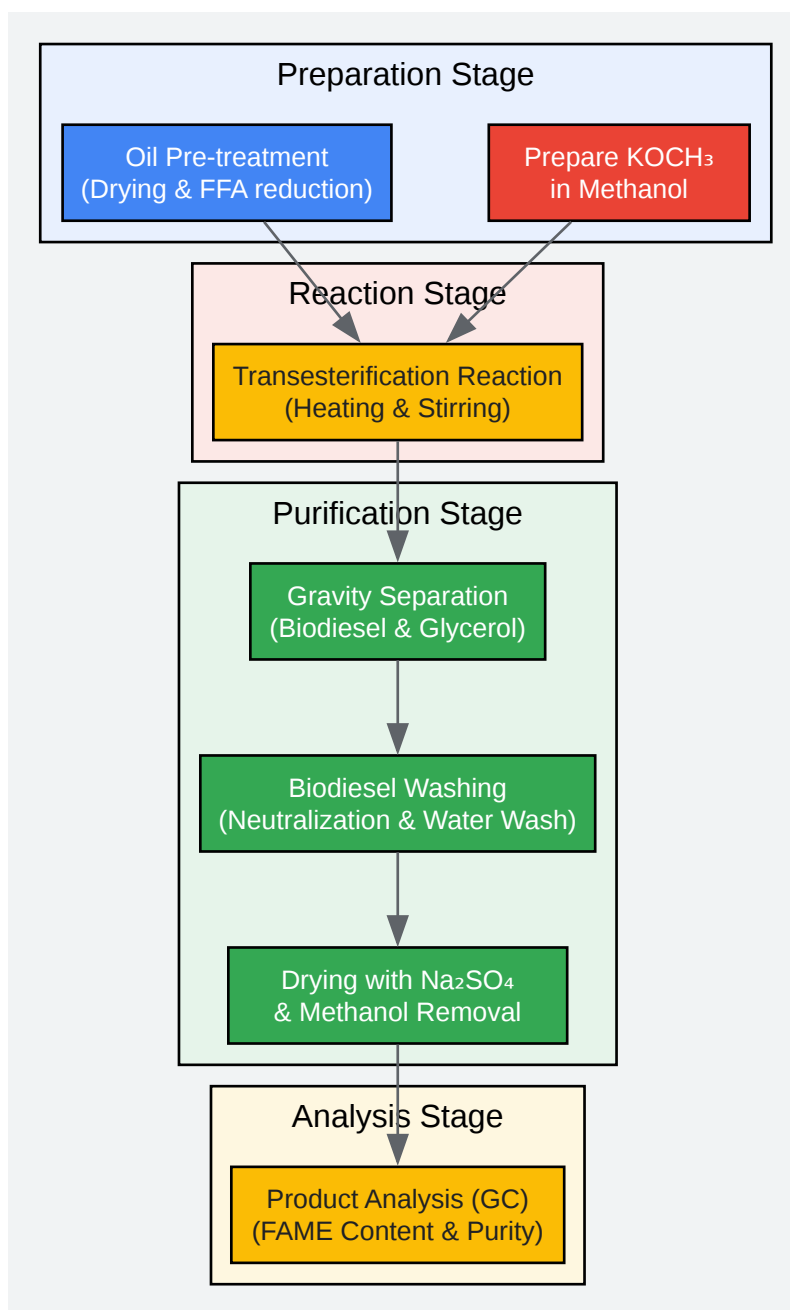 Preparation Stage
Oil Pre-treatment
(Drying & FFA reduction)
Prepare KOCH₃
in Methanol
Reaction Stage
Transesterification Reaction
(Heating & Stirring)
Purification Stage
Gravity Separation
(Biodiesel & Glycerol)
Biodiesel Washing
(Neutralization & Water Wash)
Drying with Na₂SO₄
& Methanol Removal
Analysis Stage
Product Analysis (GC)
(FAME Content & Purity)